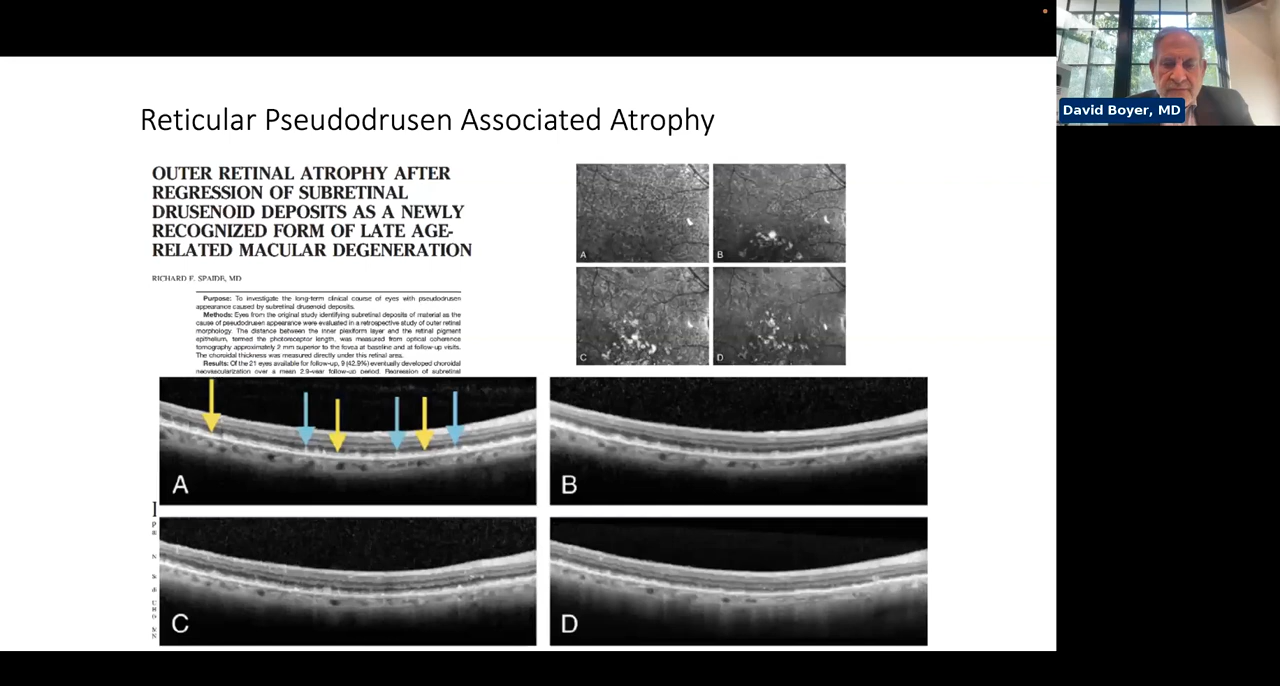 David Boyer, MD
Reticular Pseudodrusen Associated Atrophy
OUTER RETINAL ATROPHY AFTER
REGRESSION OF SUBRETINAL
DRUSENOID DEPOSITS AS A NEWLY
RECOGNIZED FORM OF LATE AGE-
RELATED MACULAR DEGENERATION
RICHARD F. SPAIDE, MD
Purpose: To investigate the long-term clinical course of eyes with pseudodrusen
appearance caused by subretinal drusenoid deposits.
Methods: Eyes from the original study identifying subretinal deposits of material as the
cause of pseudodrusen appearance were evaluated in a retrospective study of outer retinal
morphology. The distance between the inner plexiform layer and the retinal pigment
epithelium, termed the photoreceptor length, was measured from optical coherence
tomography approximately 2 mm superior to the fovea at baseline and at follow-up visits.
The choroidal thickness was measured directly under this retinal area.
Results: Of the 21 eyes available for follow-up, 9 (42.9%) eventually developed choroidal
neovascularization over a mean 2.9-year follow-up period. Regression of subretinal
A
B
C
D
A
B
C
D